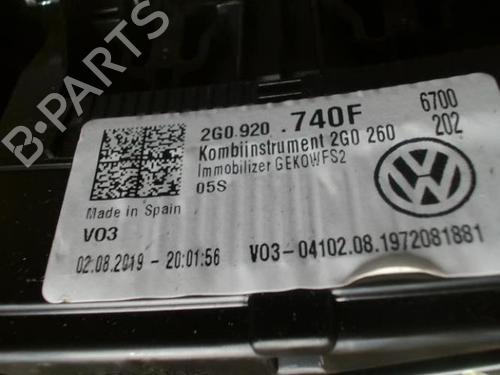 B-PARTS
2G0.920 .740F 6700
Kombiinstrument 2G0 260 202
Immobilizer GEKOWFS2
05S
Made in Spain
V03
02.08.2019 - 20:01:56 V03-04102.08.1972081881